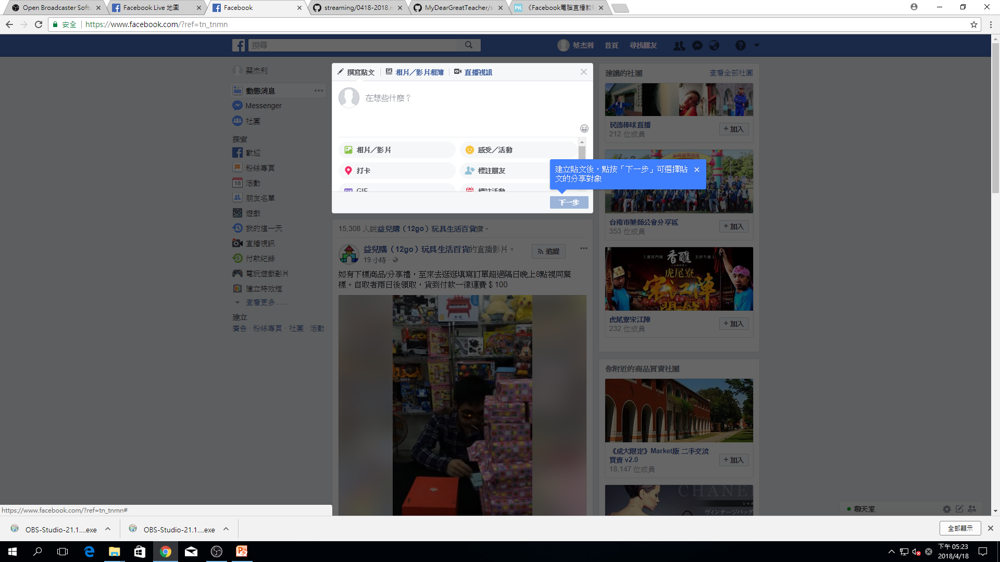 Open Broadcaster Softw
Facebook Live 地圖
Facebook
streaming/0418-2018.m
MyDearGreatTeacher/s
《Facebook電腦直播教學
安全
https://www.facebook.com/?ref=tn_tnmn
搜尋
蔡杰利
首頁
尋找朋友
蔡杰利
動態消息
Messenger
社團
探索
歡迎
粉絲專頁
18
活動
朋友名單
遊戲
我的這一天
直播視訊
付款紀錄
電玩遊戲影片
建立特效框
查看更多……
建立
廣告 · 粉絲專頁 · 社團 · 活動
撰寫貼文
相片／影片相簿
直播視訊
在想些什麼？
相片／影片
感受／活動
打卡
標註朋友
GIF
標註活動
建立貼文後，點按「下一步」可選擇貼
文的分享對象
下一步
15,308 人說益兒購（12go）玩具生活百貨讚。
益兒購（12go）玩具生活百貨的直播影片。
19 小時 ·
追蹤
如有下標商品/分享禮，至來去逛逛填寫訂單超過隔日晚上8點視同棄
標。自取者兩日後領取，貨到付款一律運費＄100
建議的社團
查看全部社團
民德棒球直播
212 位成員
+ 加入
台南市藥師公會分享區
353 位成員
+ 加入
香醮
虎尾寮
宋江陣
虎尾寮宋江陣
232 位成員
+ 加入
你附近的商品買賣社團
《成大限定》Market版 二手交流
買賣 v2.0
18,147 位成員
+ 加入
CHANEL
ヴィンテージバッグ
聊天室
https://www.facebook.com/?ref=tn_tnmn#
OBS-Studio-21.1....exe
OBS-Studio-21.1....exe
全部顯示
下午 05:23
2018/4/18